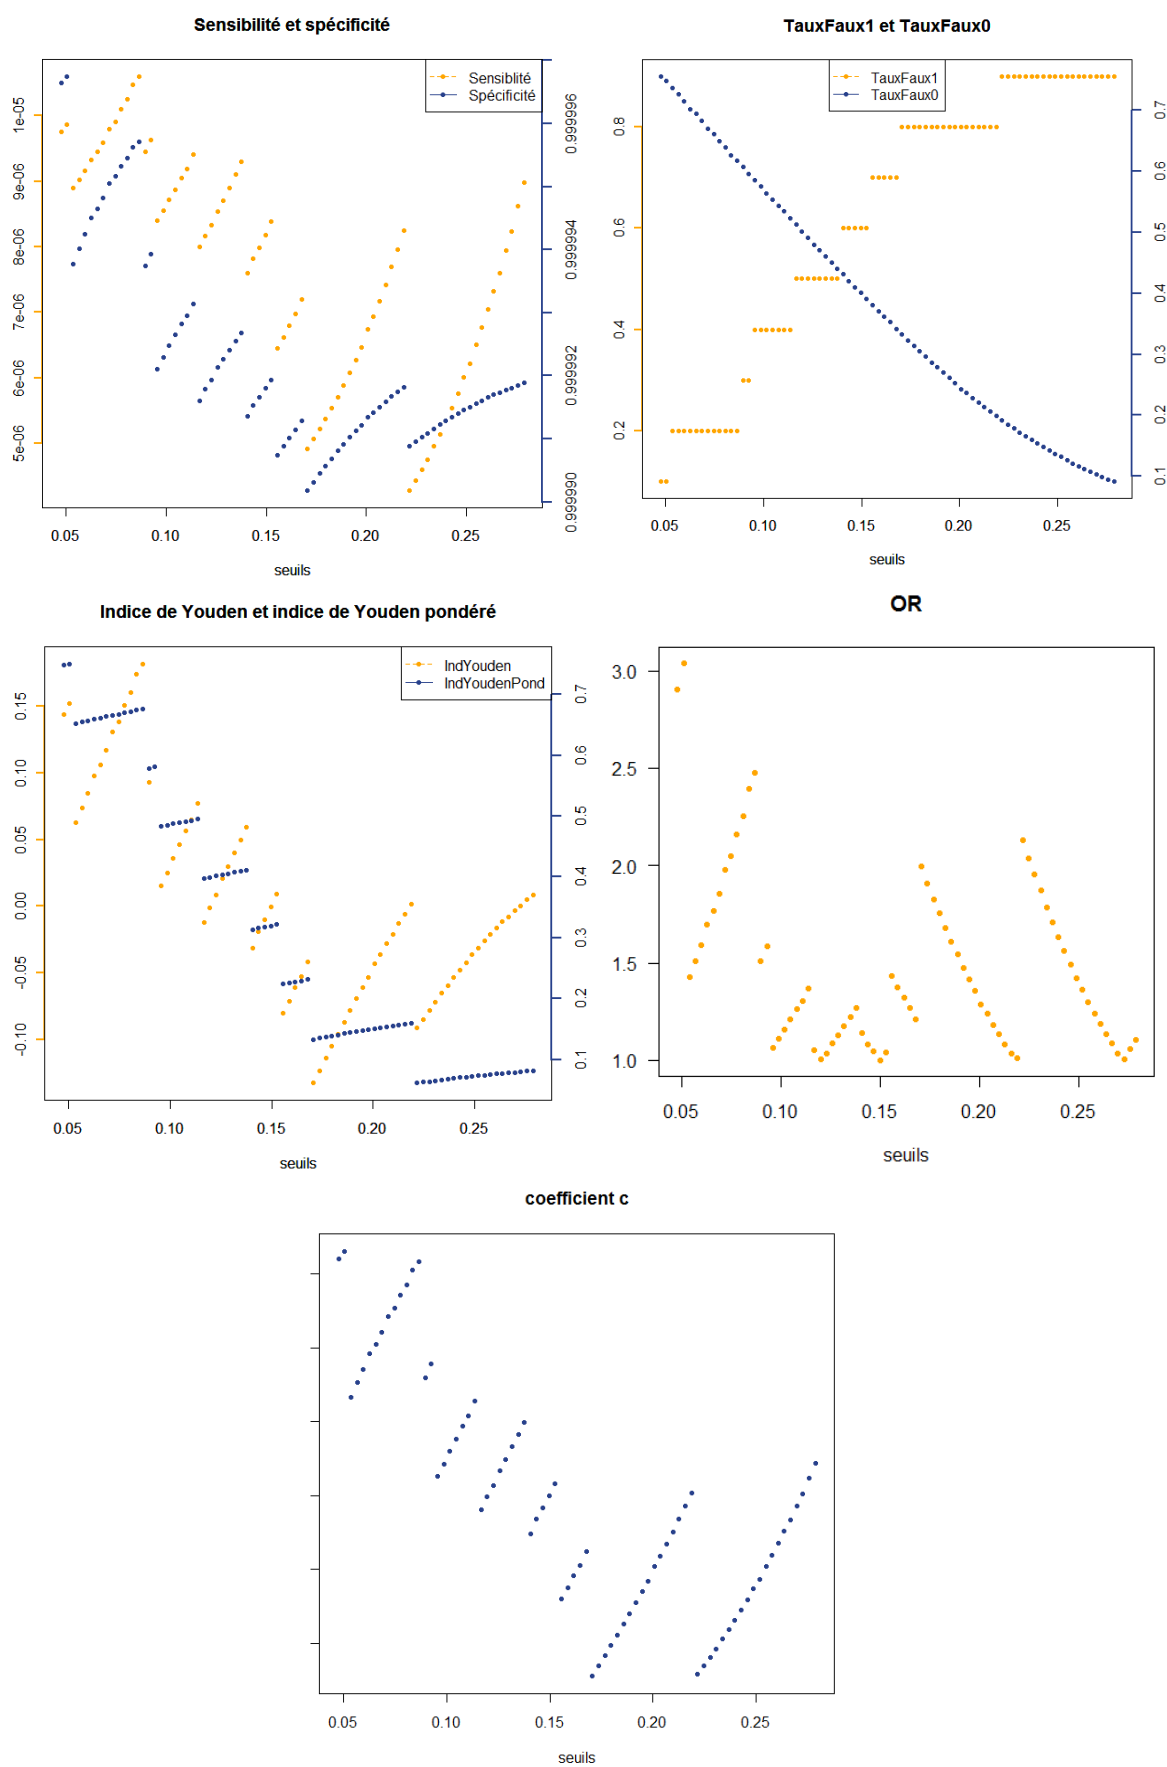 Sensibilité et spécificité
Sensiblité
Spécificité
1e-05
9e-06
8e-06
7e-06
6e-06
5e-06
0.999996
0.999994
0.999992
0.999990
0.05 0.10 0.15 0.20 0.25
seuils
TauxFaux1 et TauxFaux0
TauxFaux1
TauxFaux0
0.8
0.6
0.4
0.2
0.7
0.6
0.5
0.4
0.3
0.2
0.1
0.05 0.10 0.15 0.20 0.25
seuils
Indice de Youden et indice de Youden pondéré
IndYouden
IndYoudenPond
0.15
0.10
0.05
0.00
-0.05
-0.10
0.7
0.6
0.5
0.4
0.3
0.2
0.1
0.05 0.10 0.15 0.20 0.25
seuils
OR
3.0
2.5
2.0
1.5
1.0
0.05 0.10 0.15 0.20 0.25
seuils
coefficient c
0.05 0.10 0.15 0.20 0.25
seuils